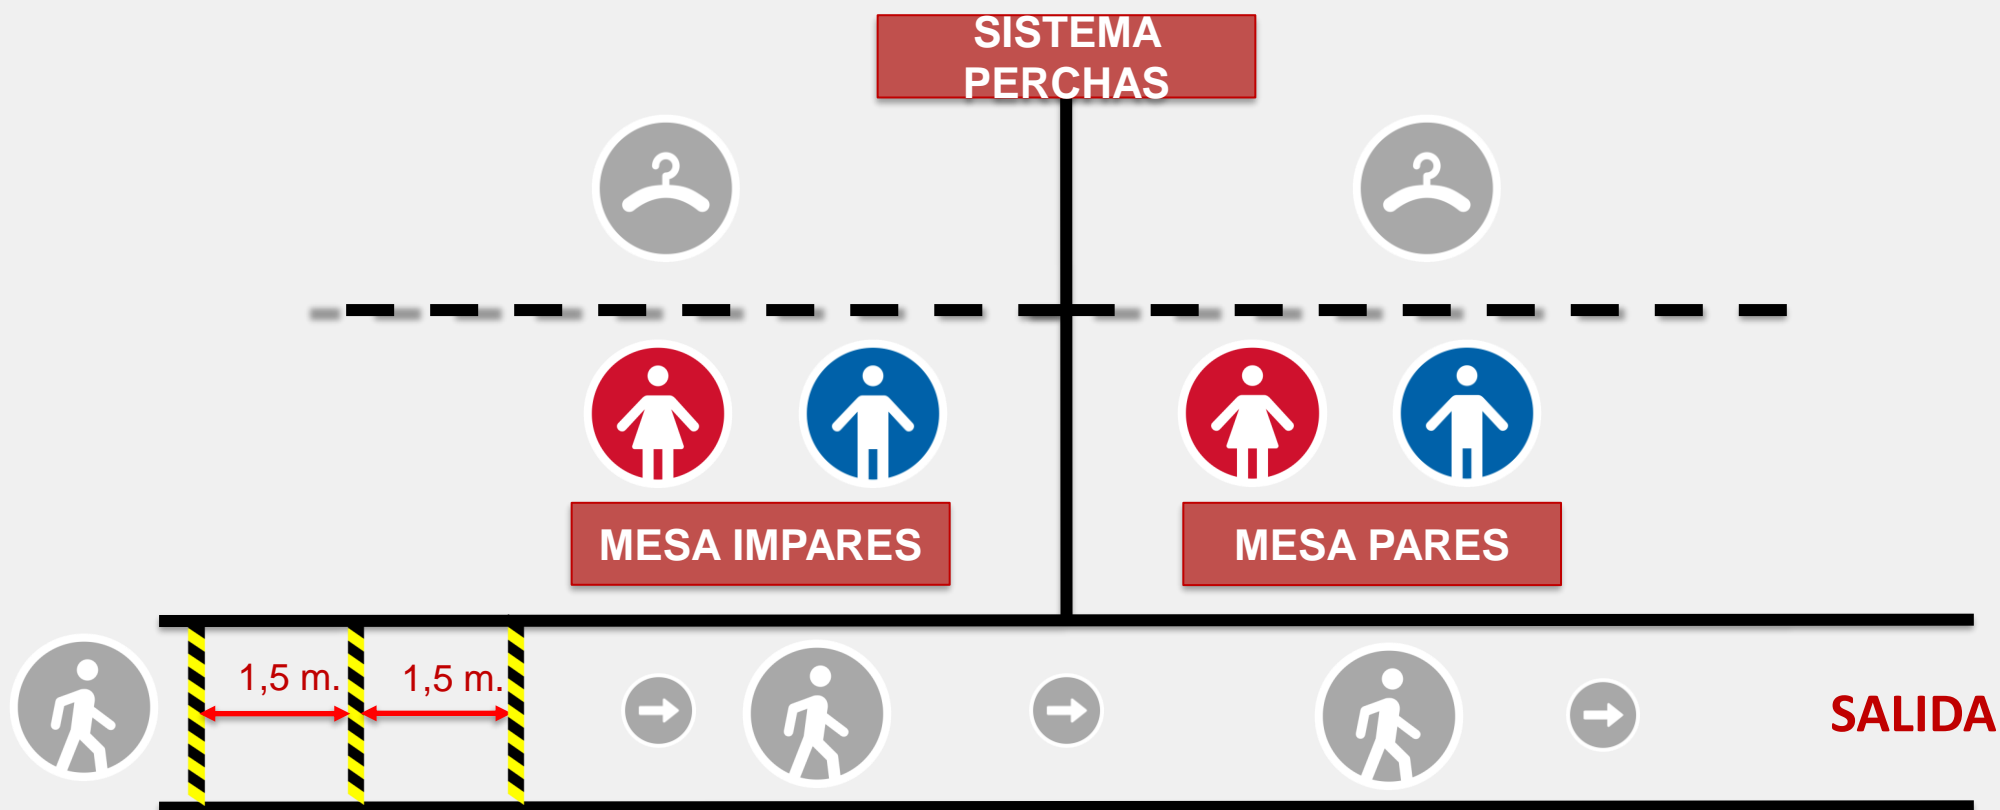 SISTEMA
PERCHAS
MESA IMPARES
MESA PARES
1,5 m.
1,5 m.
SALIDA